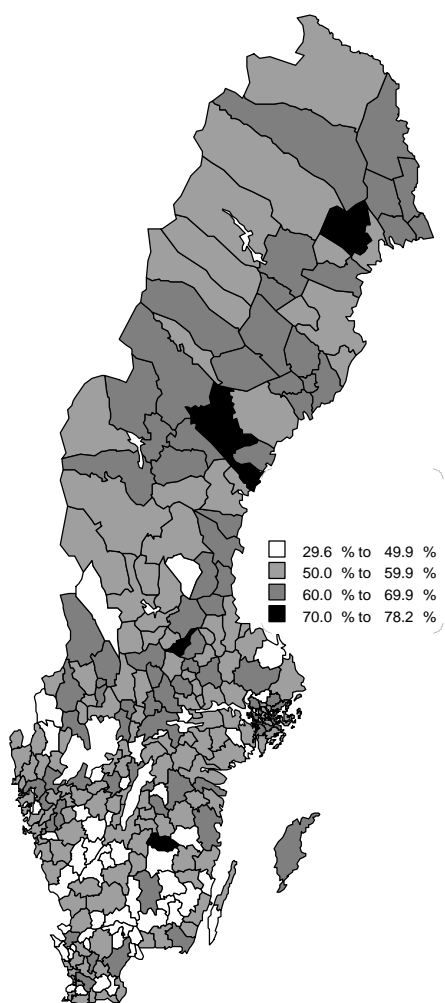 29.6 % to 49.9 %
50.0 % to 59.9 %
60.0 % to 69.9 %
70.0 % to 78.2 %